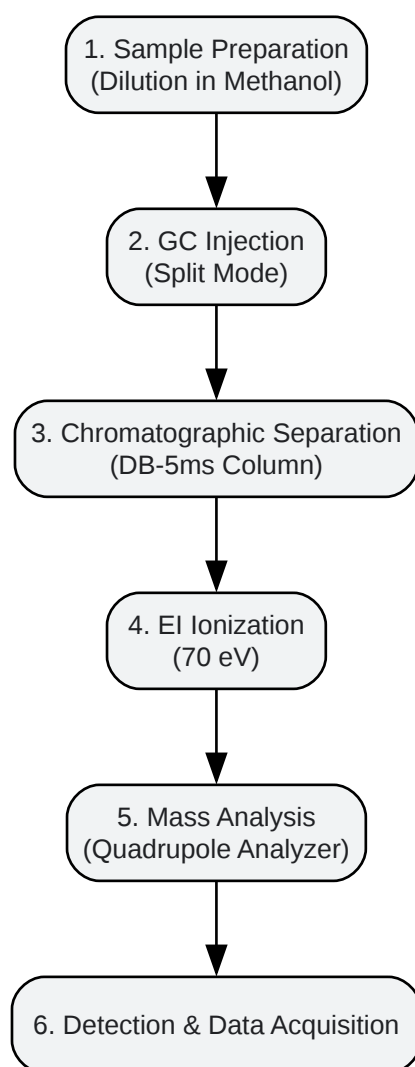 1. Sample Preparation
(Dilution in Methanol)
2. GC Injection
(Split Mode)
3. Chromatographic Separation
(DB-5ms Column)
4. EI Ionization
(70 eV)
5. Mass Analysis
(Quadrupole Analyzer)
6. Detection & Data Acquisition